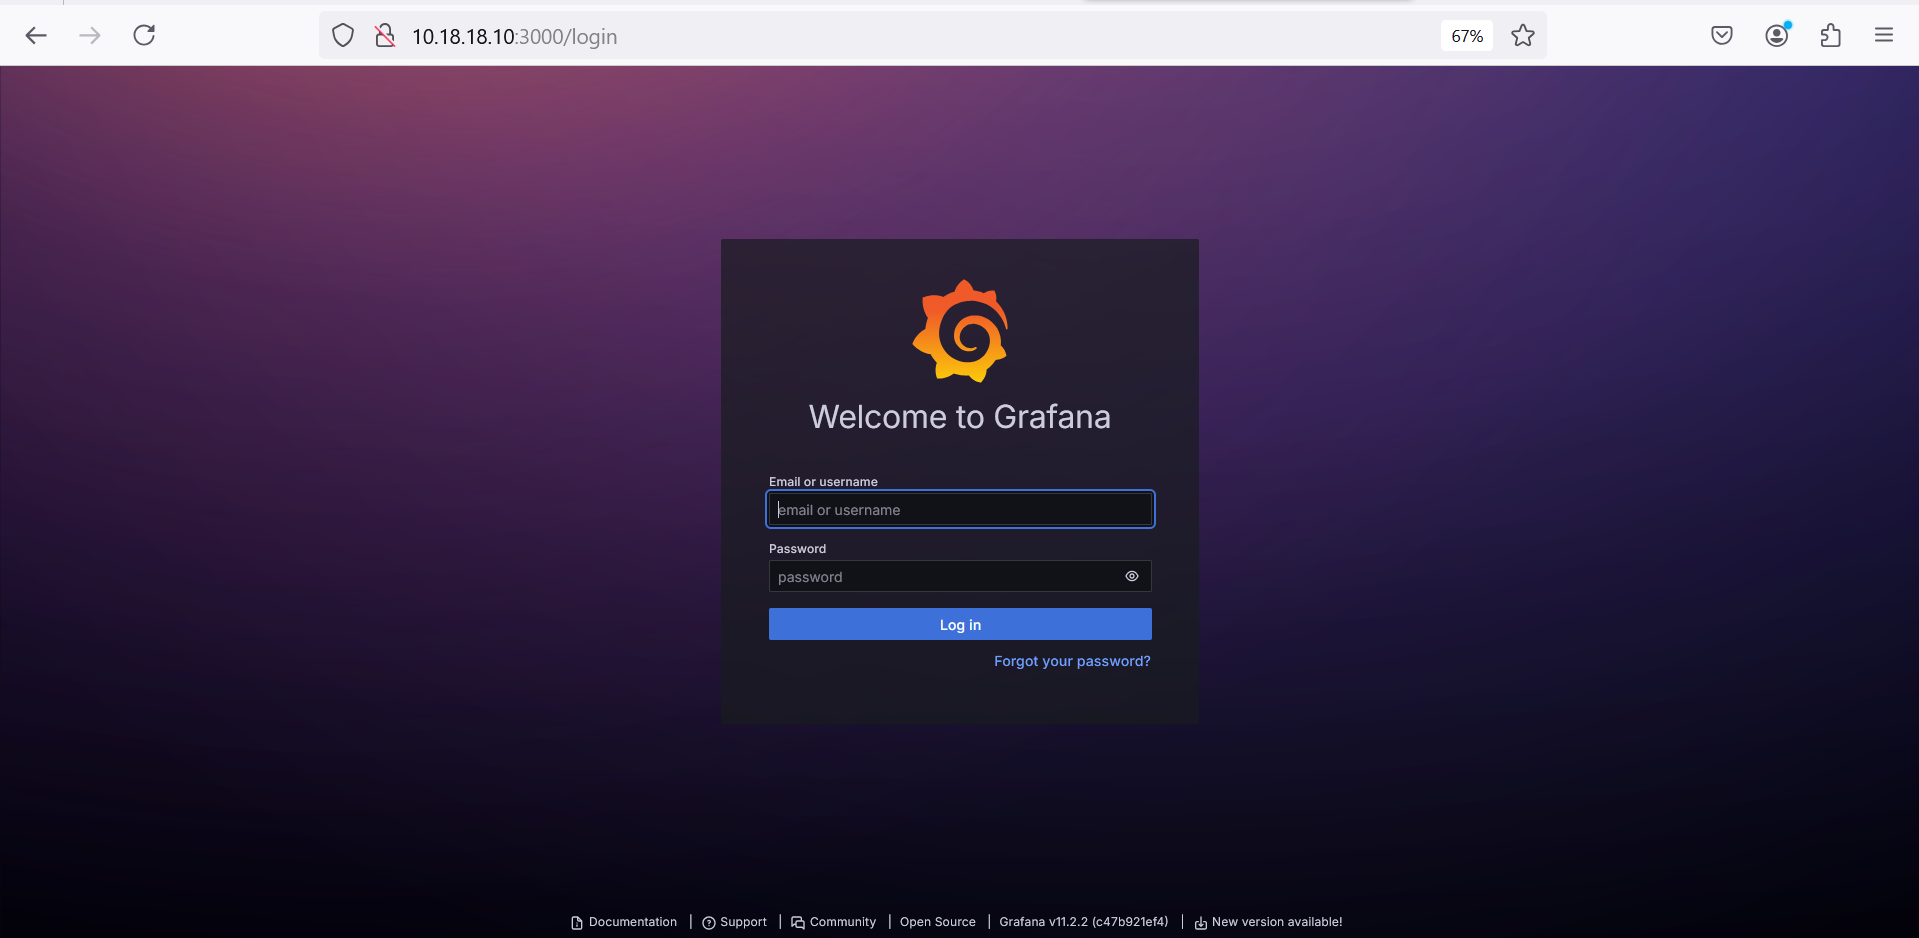 10.18.18.10:3000/login
67%
Welcome to Grafana
Email or username
email or username
Password
password
Log in
Forgot your password?
Documentation | Support | Community | Open Source | Grafana v11.2.2 (c47b921ef4) | New version available!